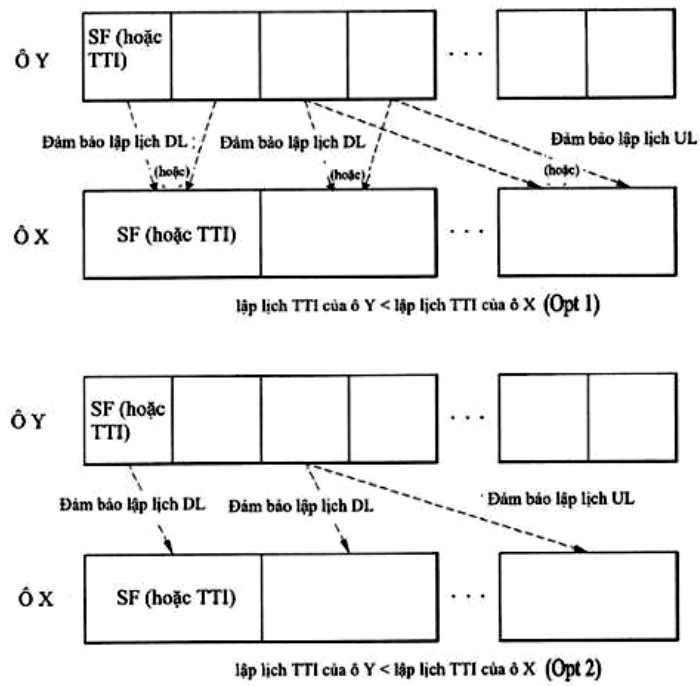 Ô Y
SF (hoặc
TTI)
. . .
Đảm bảo lập lịch DL
Đảm bảo lập lịch DL
Đảm bảo lập lịch UL
(hoặc)
(hoặc)
(hoặc)
Ô X
SF (hoặc TTI)
. . .
lập lịch TTI của ô Y < lập lịch TTI của ô X (Opt 1)
Ô Y
SF (hoặc
TTI)
. . .
Đảm bảo lập lịch DL
Đảm bảo lập lịch DL
Đảm bảo lập lịch UL
Ô X
SF (hoặc TTI)
. . .
lập lịch TTI của ô Y < lập lịch TTI của ô X (Opt 2)